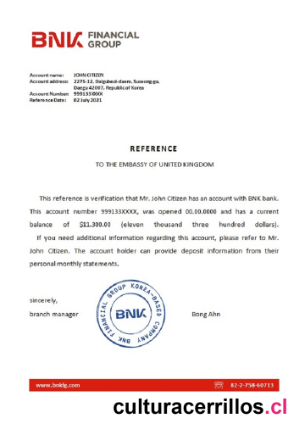 BNK FINANCIAL
GROUP
Account name: JOHN CITIZEN
Account address: 2275-12, Dalgubeol-daero, Suseong-gu,
Daegu 42087, Republic of Korea
Account Number: 999133XXXX
Reference Date: 02 July 2021
REFERENCE
TO THE EMBASSY OF UNITED KINGDOM
This reference is verification that Mr. John Citizen has an account with BNK bank.
This account number 999133XXXX, was opened 00.00.0000 and has a current
balance of $11,300.00 (eleven thousand three hundred dollars).
If you need additional information regarding this account, please refer to Mr.
John Citizen. The account holder can provide deposit information from their
personal monthly statements.
sincerely,
branch manager
GROUP KOREA-BASED
BNK
FINANCIAL
COMPANY BNK
Bong Ahn
www.bnkfg.com
82-2-758-60713
culturacerrillos.cl